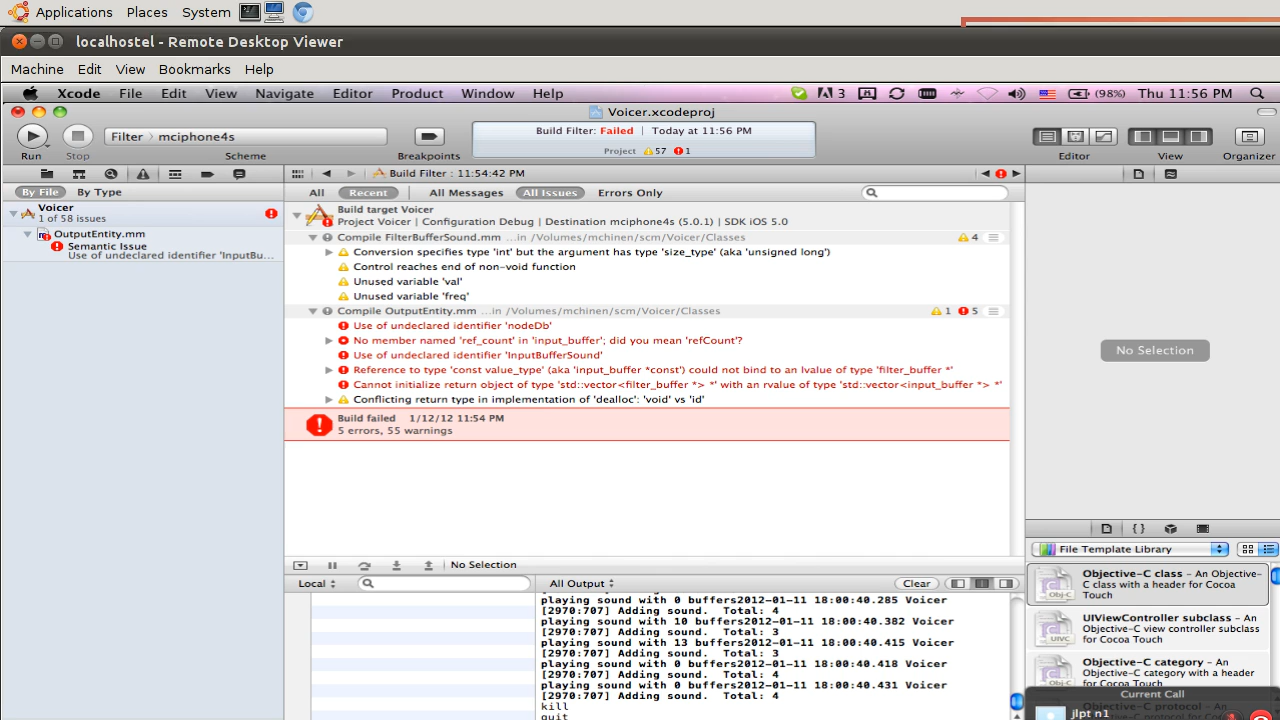 Applications Places System
localhostel - Remote Desktop Viewer
Machine Edit View Bookmarks Help
Xcode File Edit View Navigate Editor Product Window Help 3 (98%) Thu 11:56 PM
Voicer.xcodeproj
Run Stop
Filter mciphone4s
Scheme
Breakpoints
Build Filter: Failed | Today at 11:56 PM
Project 57 1
Editor View Organizer
By File By Type
Voicer
1 of 58 issues
OutputEntity.mm
Semantic Issue
Use of undeclared identifier 'InputBu...
Build Filter : 11:54:42 PM
All Recent All Messages All Issues Errors Only
Build target Voicer
Project Voicer | Configuration Debug | Destination mciphone4s (5.0.1) | SDK iOS 5.0
Compile FilterBufferSound.mm ...in /Volumes/mchinen/scm/Voicer/Classes 4
Conversion specifies type 'int' but the argument has type 'size_type' (aka 'unsigned long')
Control reaches end of non-void function
Unused variable 'val'
Unused variable 'freq'
Compile OutputEntity.mm ...in /Volumes/mchinen/scm/Voicer/Classes 1 5
Use of undeclared identifier 'nodeDb'
No member named 'ref_count' in 'input_buffer'; did you mean 'refCount'?
Use of undeclared identifier 'InputBufferSound'
Reference to type 'const value_type' (aka 'input_buffer *const') could not bind to an lvalue of type 'filter_buffer *'
Cannot initialize return object of type 'std::vector<filter_buffer *> *' with an rvalue of type 'std::vector<input_buffer *> *'
Conflicting return type in implementation of 'dealloc': 'void' vs 'id'
Build failed 1/12/12 11:54 PM
5 errors, 55 warnings
No Selection
No Selection
Local
All Output
Clear
playing sound with 0 buffers2012-01-11 18:00:40.285 Voicer
[2970:707] Adding sound. Total: 4
playing sound with 10 buffers2012-01-11 18:00:40.382 Voicer
[2970:707] Adding sound. Total: 3
playing sound with 13 buffers2012-01-11 18:00:40.415 Voicer
[2970:707] Adding sound. Total: 3
playing sound with 0 buffers2012-01-11 18:00:40.418 Voicer
[2970:707] Adding sound. Total: 4
playing sound with 0 buffers2012-01-11 18:00:40.431 Voicer
[2970:707] Adding sound. Total: 4
kill
quit
{ }
File Template Library
Obj-C
Objective-C class – An Objective-
C class with a header for Cocoa
Touch
UIVC
UIViewController subclass – An
Objective-C view controller subclass
for Cocoa Touch
Obj-C
Objective-C category – An
Objective-C category with a header
for Cocoa Touch
Objective-C protocol – An
Current Call
jlpt n1